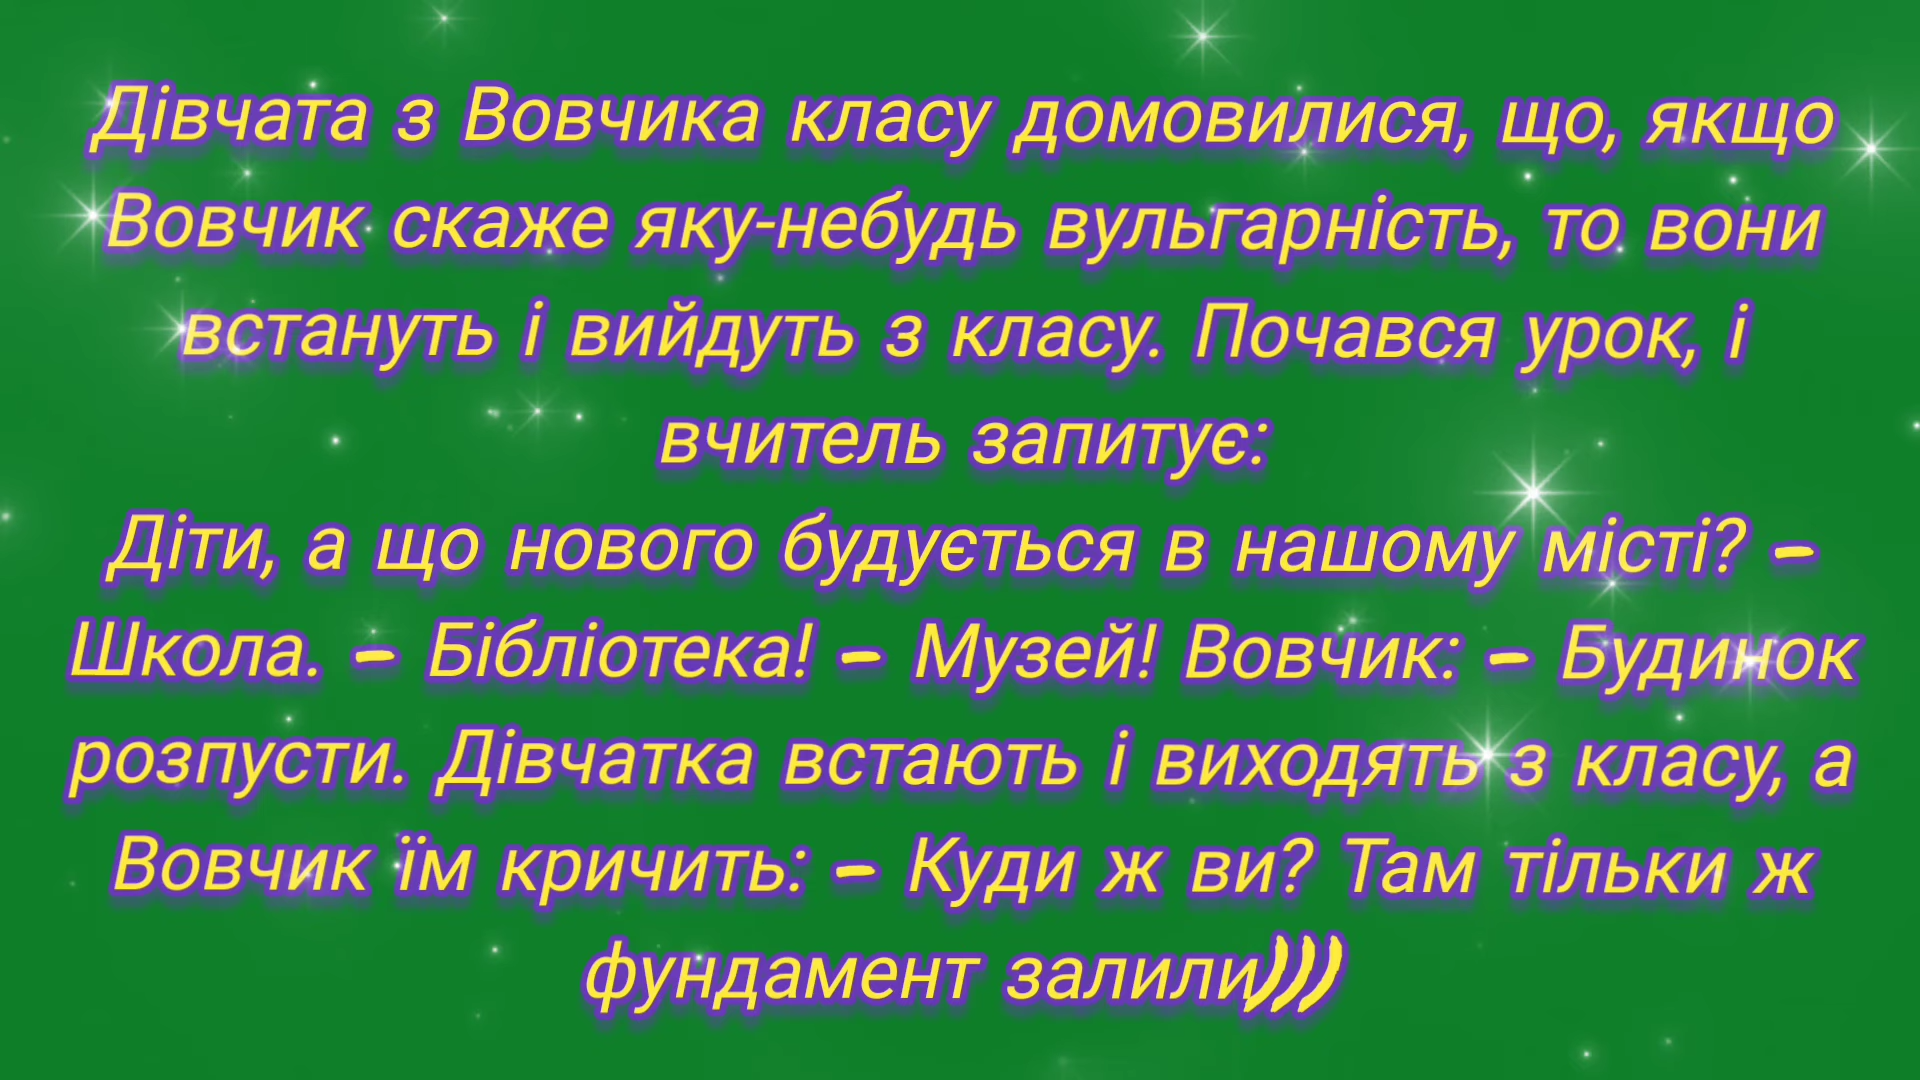 Дівчата з Вовчика класу домовилися, що, якщо
Вовчик скаже яку-небудь вульгарність, то вони
встануть і вийдуть з класу. Почався урок, і
вчитель запитує:
Діти, а що нового будується в нашому місті? –
Школа. – Бібліотека! – Музей! Вовчик: – Будинок
розпусти. Дівчатка встають і виходять з класу, а
Вовчик їм кричить: – Куди ж ви? Там тільки ж
фундамент залили)))